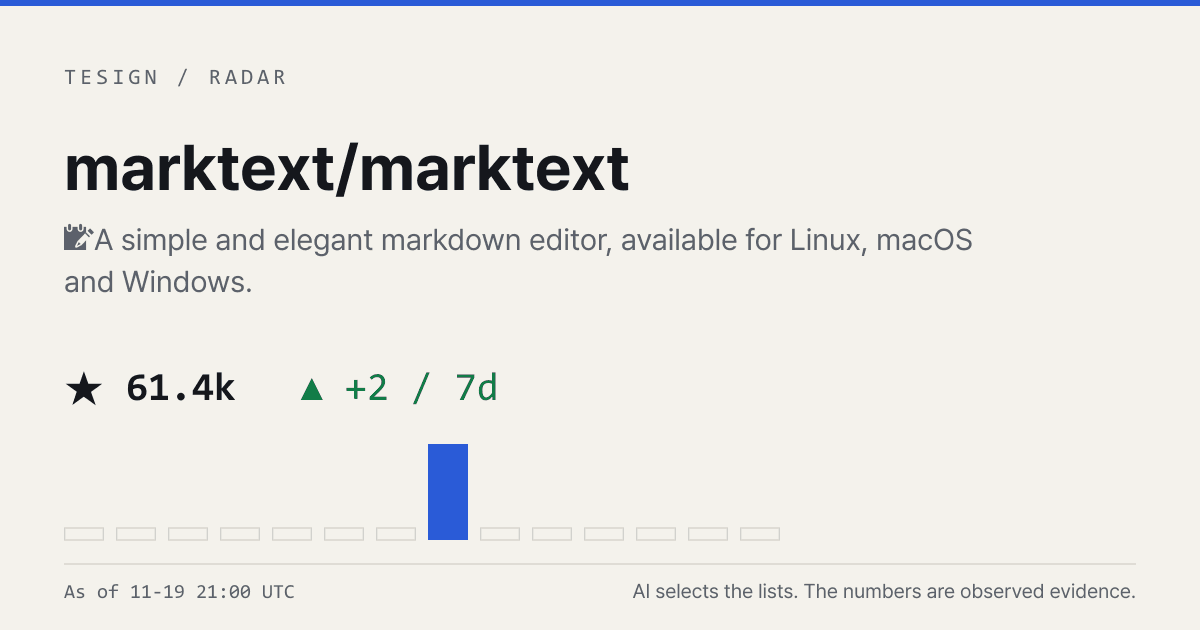 TESIGN / RADAR
marktext/marktext
📝A simple and elegant markdown editor, available for Linux, macOS
and Windows.
★ 61.4k ▲ +2 / 7d
As of 11-19 21:00 UTC
AI selects the lists. The numbers are observed evidence.